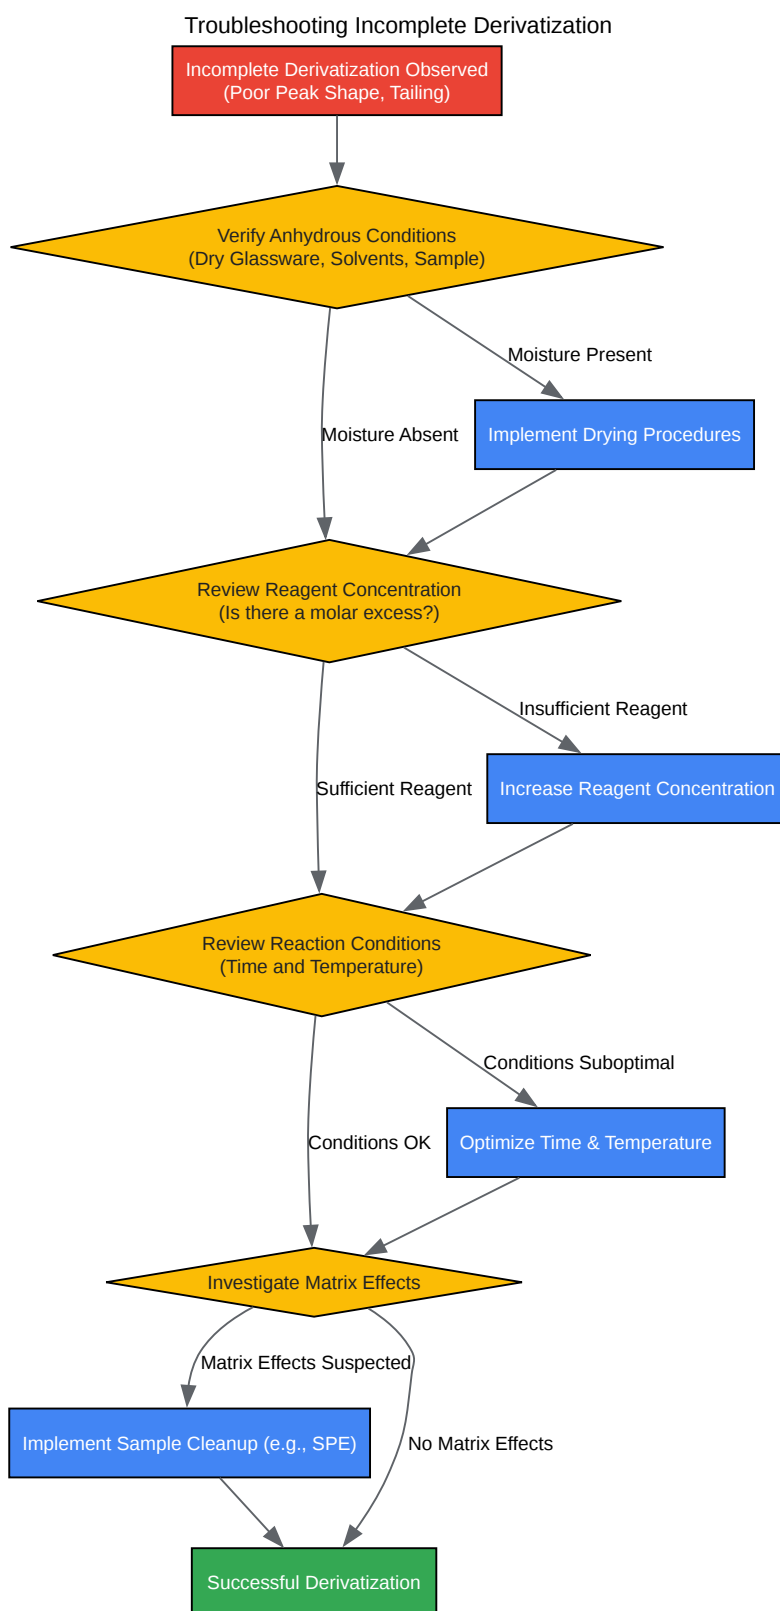 Troubleshooting Incomplete Derivatization
Incomplete Derivatization Observed
(Poor Peak Shape, Tailing)
Verify Anhydrous Conditions
(Dry Glassware, Solvents, Sample)
Moisture Present
Moisture Absent
Implement Drying Procedures
Review Reagent Concentration
(Is there a molar excess?)
Insufficient Reagent
Sufficient Reagent
Increase Reagent Concentration
Review Reaction Conditions
(Time and Temperature)
Conditions Suboptimal
Conditions OK
Optimize Time & Temperature
Investigate Matrix Effects
Matrix Effects Suspected
Implement Sample Cleanup (e.g., SPE)
No Matrix Effects
Successful Derivatization